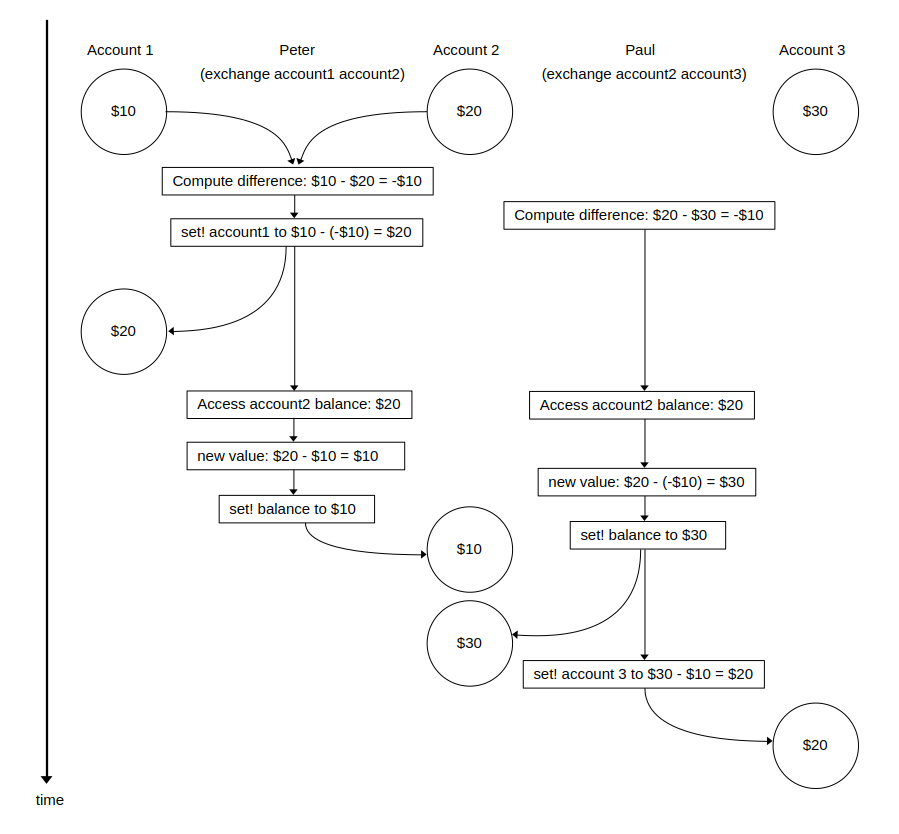 Account 1
Peter
Account 2
Paul
Account 3
(exchange account1 account2)
(exchange account2 account3)
$10
$20
$30
Compute difference: $10 - $20 = -$10
Compute difference: $20 - $30 = -$10
set! account1 to $10 - (-$10) = $20
$20
Access account2 balance: $20
Access account2 balance: $20
new value: $20 - $10 = $10
new value: $20 - (-$10) = $30
set! balance to $10
set! balance to $30
$10
$30
set! account 3 to $30 - $10 = $20
$20
time